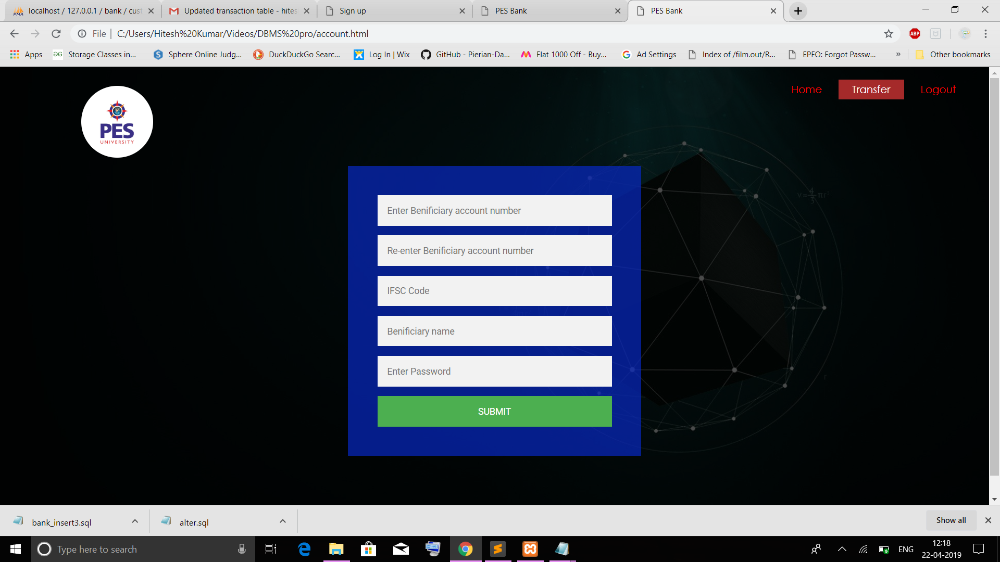 localhost / 127.0.0.1 / bank / cust
Updated transaction table - hites
Sign up
PES Bank
PES Bank
File
C:/Users/Hitesh%20Kumar/Videos/DBMS%20pro/account.html
ABP
Apps
Storage Classes in...
Sphere Online Judg...
DuckDuckGo Searc...
Log In | Wix
GitHub - Pierian-Da...
Flat 1000 Off - Buy...
Ad Settings
Index of /film.out/R...
EPFO: Forgot Passw...
»
Other bookmarks
Home
Transfer
Logout
PES
UNIVERSITY
Enter Benificiary account number
Re-enter Benificiary account number
IFSC Code
Benificiary name
Enter Password
SUBMIT
bank_insert3.sql
alter.sql
Show all
Type here to search
ENG
12:18
22-04-2019